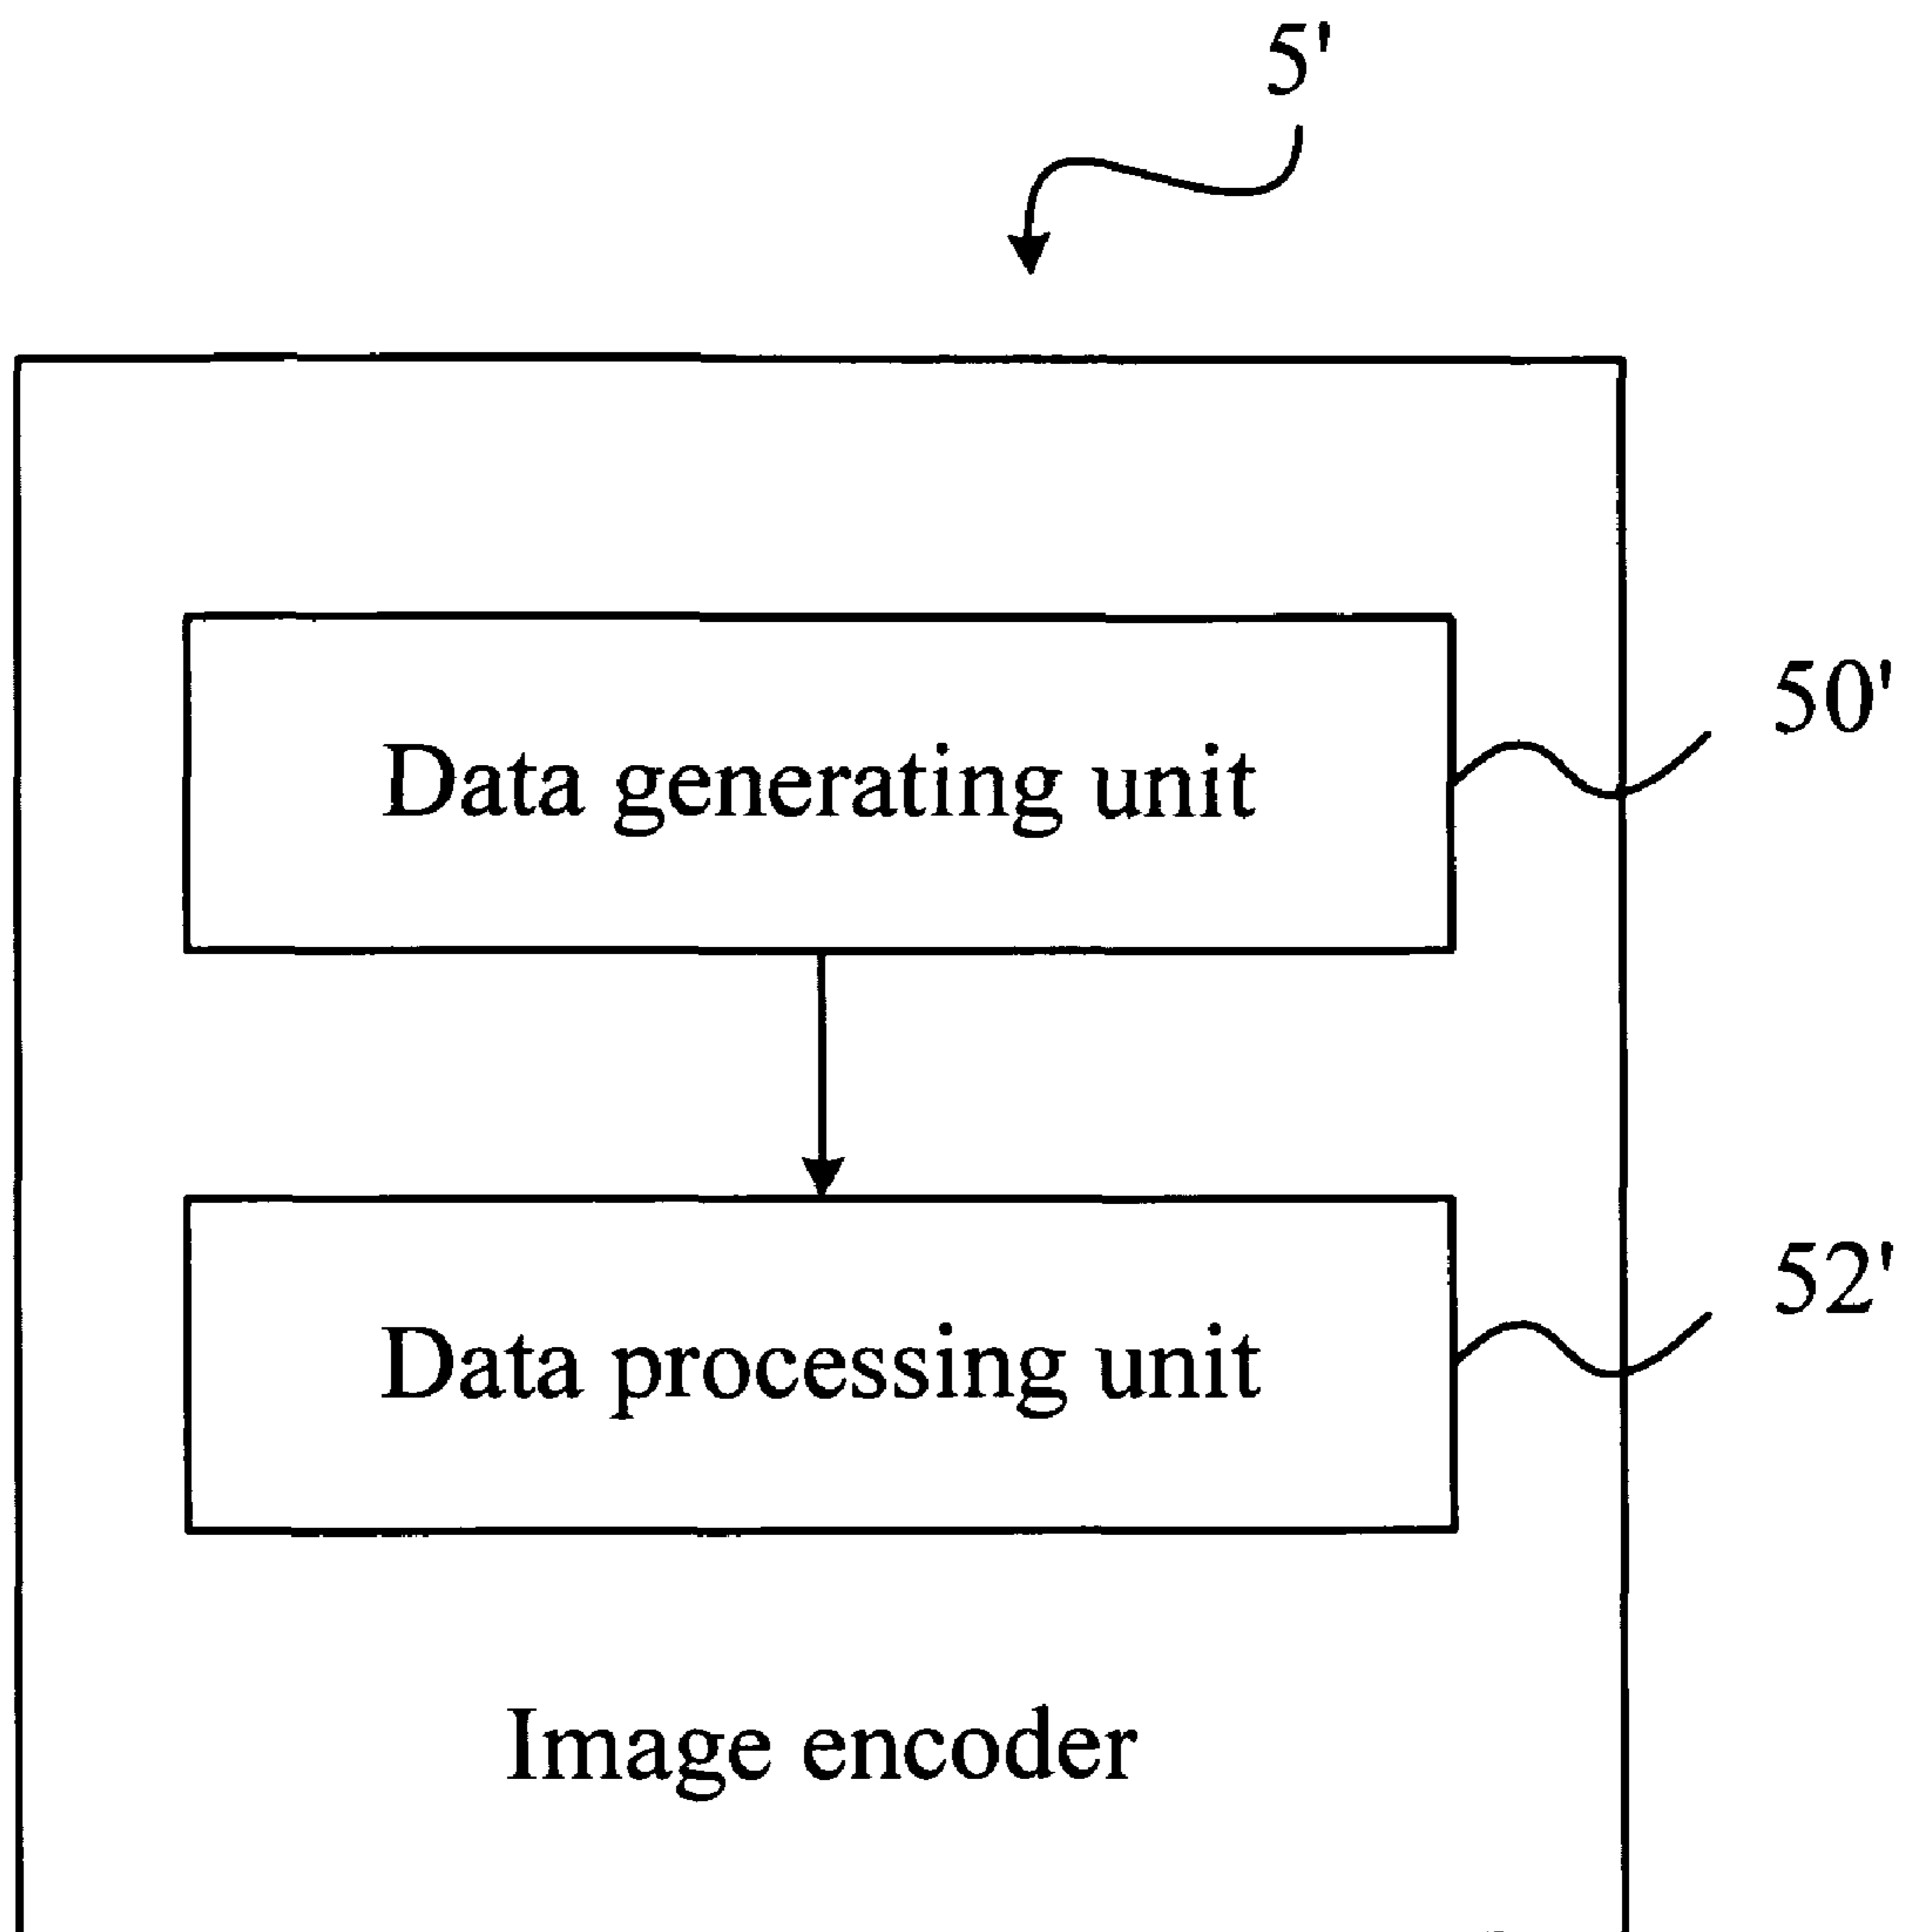 5'
Data generating unit
50'
Data processing unit
52'
Image encoder